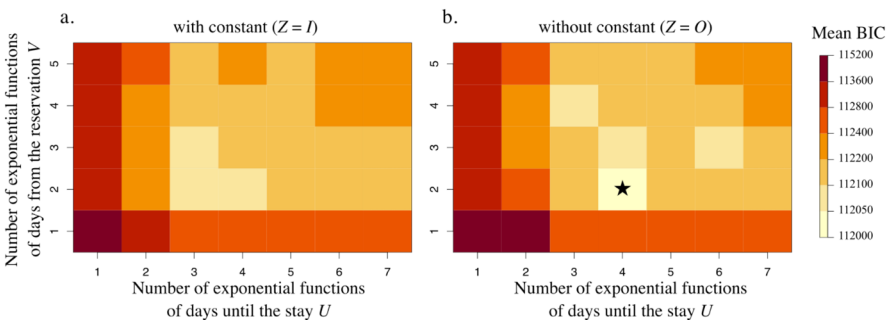 a.
with constant (Z = I)
Number of exponential functions
of days from the reservation V
5
4
3
2
1
1 2 3 4 5 6 7
Number of exponential functions
of days until the stay U
b.
without constant (Z = O)
5
4
3
2
1
1 2 3 4 5 6 7
Number of exponential functions
of days until the stay U
Mean BIC
115200
113600
112800
112400
112200
112100
112050
112000